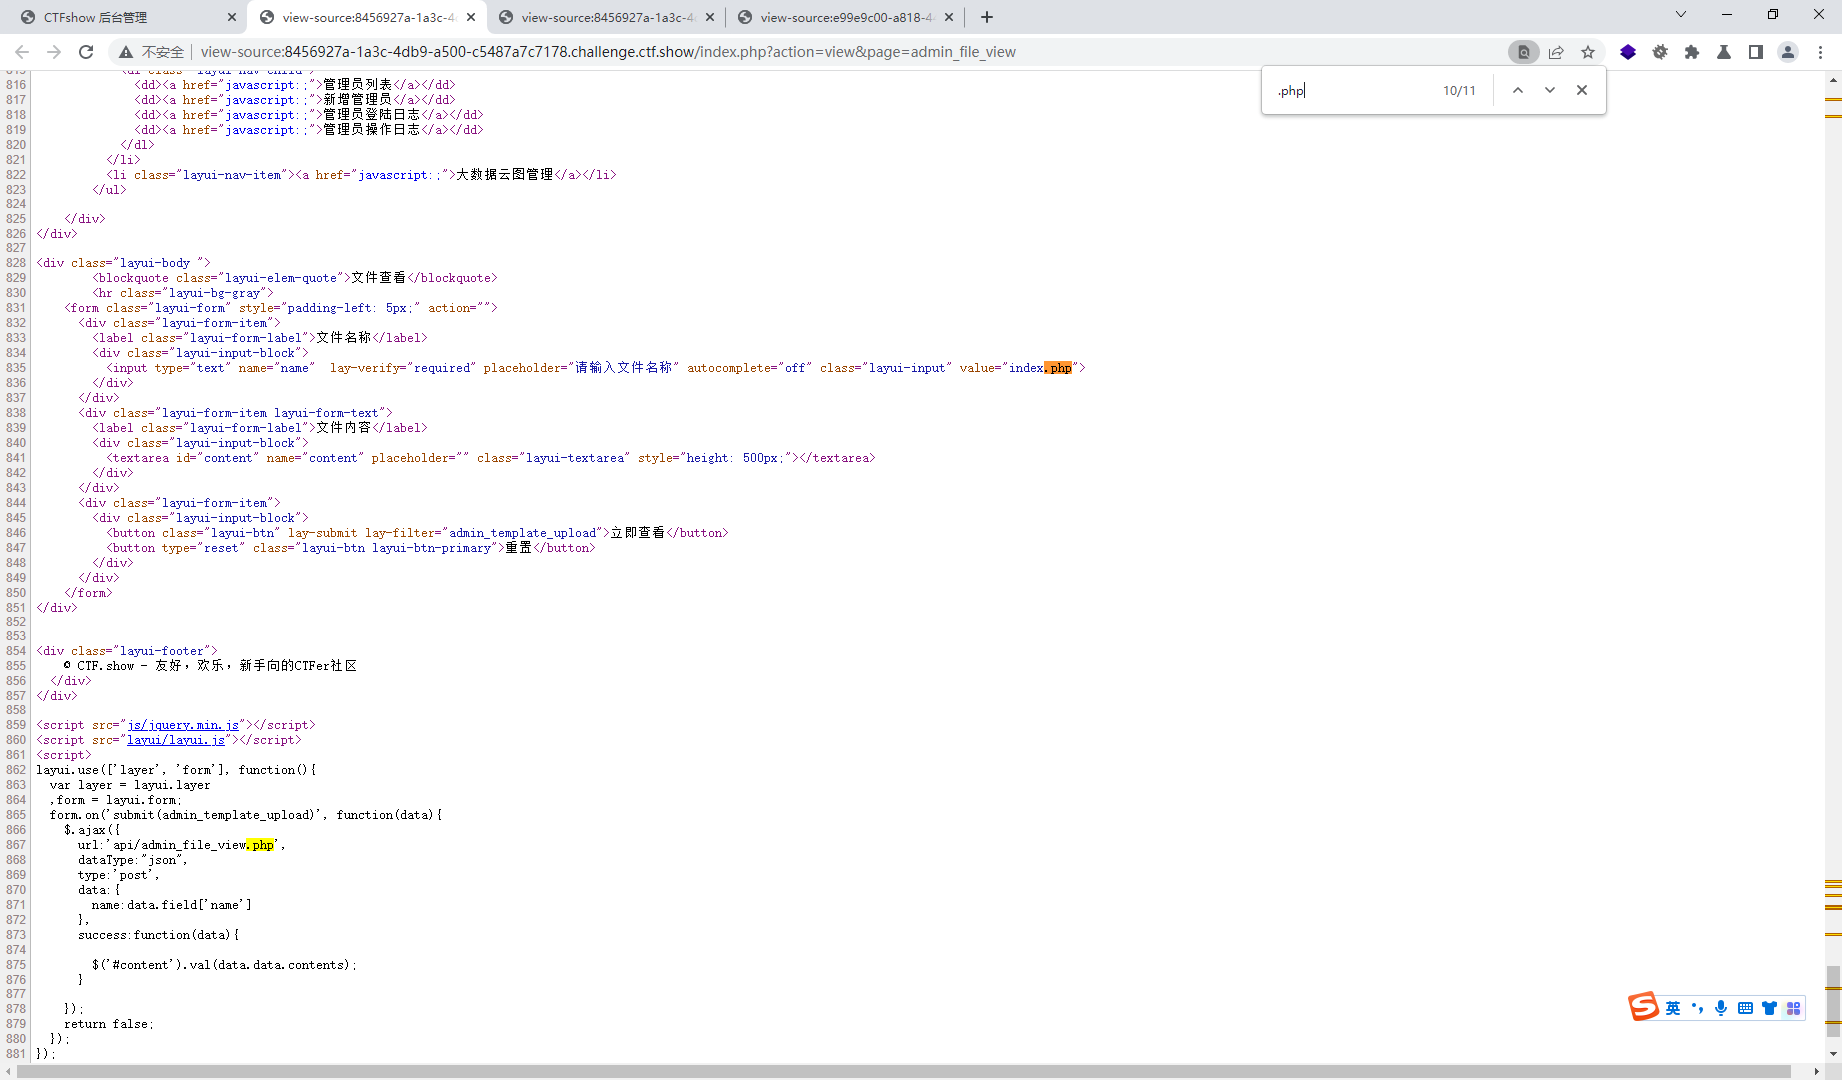 CTFshow 后台管理
view-source:8456927a-1a3c-4
view-source:8456927a-1a3c-4
view-source:e99e9c00-a818-4
不安全 | view-source:8456927a-1a3c-4db9-a500-c5487a7c7178.challenge.ctf.show/index.php?action=view&page=admin_file_view
.php 10/11
816 <dd><a href="javascript:;">管理员列表</a></dd>
817 <dd><a href="javascript:;">新增管理员</a></dd>
818 <dd><a href="javascript:;">管理员登陆日志</a></dd>
819 <dd><a href="javascript:;">管理员操作日志</a></dd>
820 </dl>
821 </li>
822 <li class="layui-nav-item"><a href="javascript:;">大数据云图管理</a></li>
823 </ul>
824
825 </div>
826 </div>
827
828 <div class="layui-body ">
829 <blockquote class="layui-elem-quote">文件查看</blockquote>
830 <hr class="layui-bg-gray">
831 <form class="layui-form" style="padding-left: 5px;" action="">
832 <div class="layui-form-item">
833 <label class="layui-form-label">文件名称</label>
834 <div class="layui-input-block">
835 <input type="text" name="name"  lay-verify="required" placeholder="请输入文件名称" autocomplete="off" class="layui-input" value="index.php">
836 </div>
837 </div>
838 <div class="layui-form-item layui-form-text">
839 <label class="layui-form-label">文件内容</label>
840 <div class="layui-input-block">
841 <textarea id="content" name="content" placeholder="" class="layui-textarea" style="height: 500px;"></textarea>
842 </div>
843 </div>
844 <div class="layui-form-item">
845 <div class="layui-input-block">
846 <button class="layui-btn" lay-submit lay-filter="admin_template_upload">立即查看</button>
847 <button type="reset" class="layui-btn layui-btn-primary">重置</button>
848 </div>
849 </div>
850 </form>
851 </div>
852
853
854 <div class="layui-footer">
855 © CTF.show - 友好，欢乐，新手向的CTFer社区
856 </div>
857 </div>
858
859 <script src="js/jquery.min.js"></script>
860 <script src="layui/layui.js"></script>
861 <script>
862 layui.use(['layer', 'form'], function(){
863 var layer = layui.layer
864 ,form = layui.form;
865 form.on('submit(admin_template_upload)', function(data){
866 $.ajax({
867 url:'api/admin_file_view.php',
868 dataType:"json",
869 type:'post',
870 data:{
871 name:data.field['name']
872 },
873 success:function(data){
874
875 $('#content').val(data.data.contents);
876 }
877
878 });
879 return false;
880 });
881 });
英